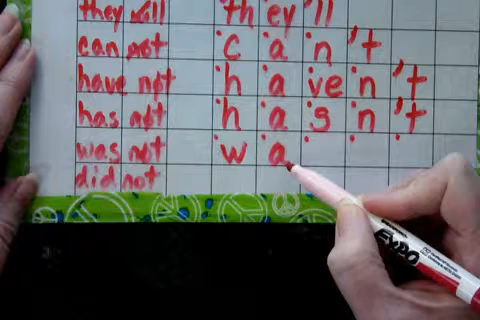 they will they'll
can not can't
have not haven't
has not hasn't
was not wa
did not
EXPO